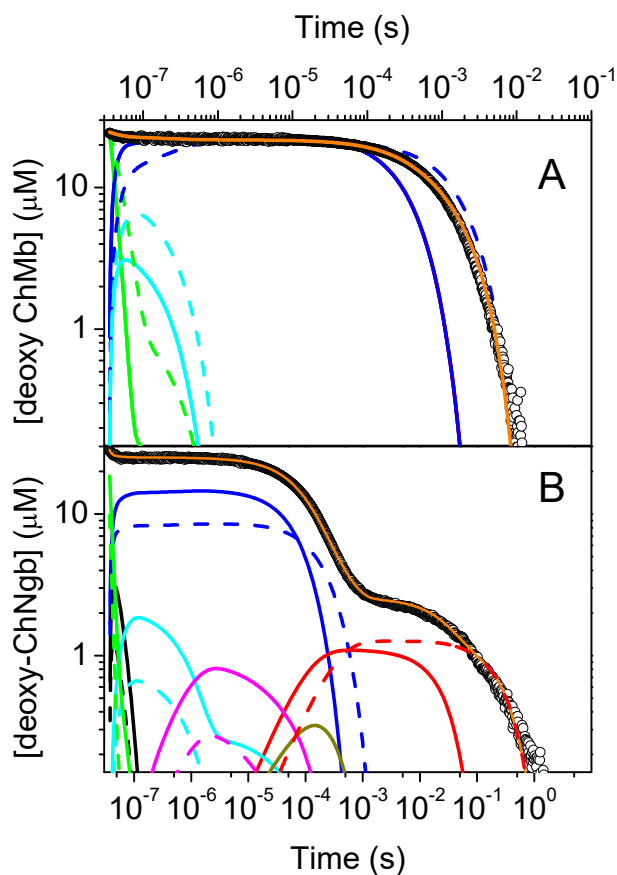 Time (s)
10⁻⁷ 10⁻⁶ 10⁻⁵ 10⁻⁴ 10⁻³ 10⁻² 10⁻¹
[deoxy ChMb] (μM)
A
10
1
[deoxy-ChNgb] (μM)
B
10
1
10⁻⁷ 10⁻⁶ 10⁻⁵ 10⁻⁴ 10⁻³ 10⁻² 10⁻¹ 10⁰
Time (s)